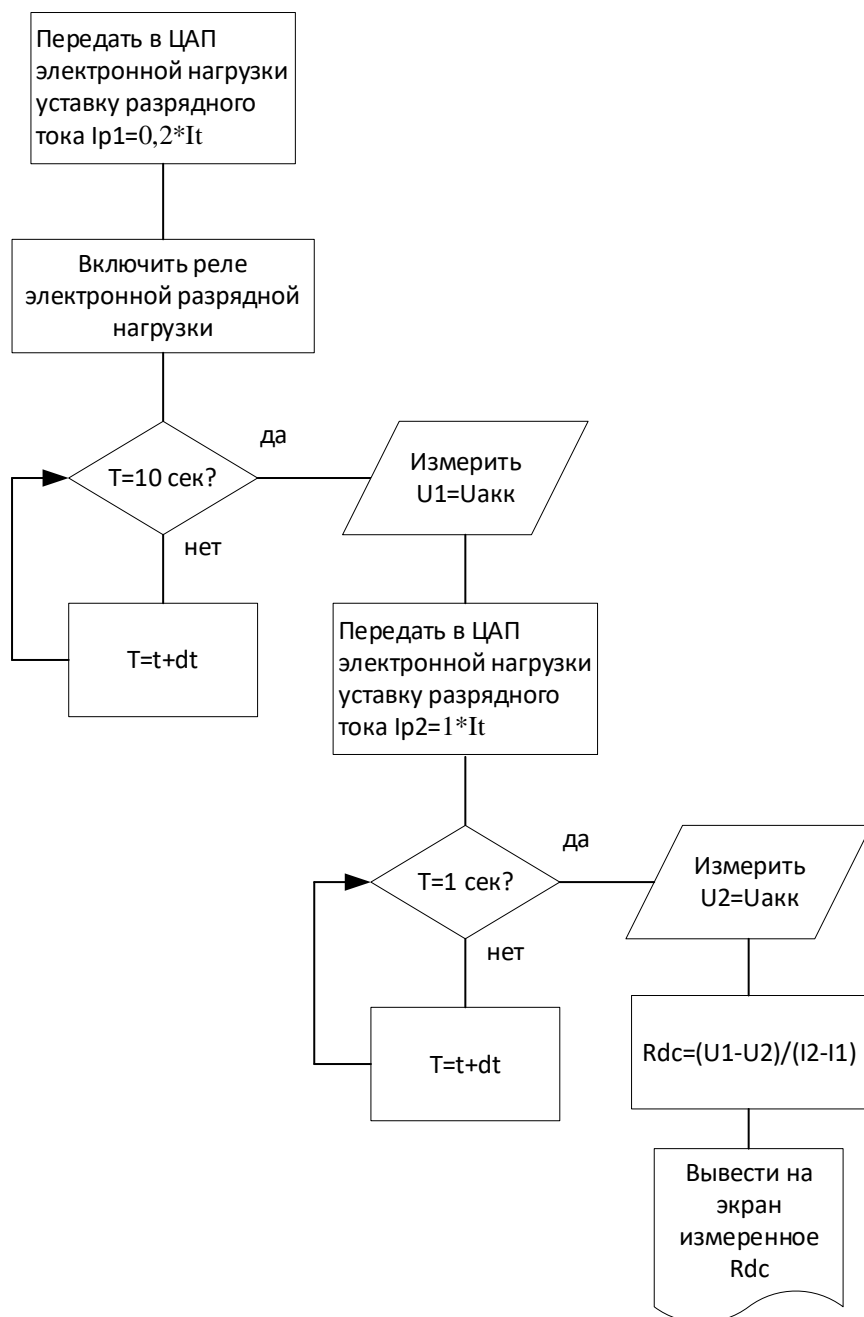 Передать в ЦАП
электронной нагрузки
уставку разрядного
тока Iр1=0,2*It
Включить реле
электронной разрядной
нагрузки
да
T=10 сек?
нет
T=t+dt
Измерить
U1=Uакк
Передать в ЦАП
электронной нагрузки
уставку разрядного
тока Iр2=1*It
да
T=1 сек?
нет
T=t+dt
Измерить
U2=Uакк
Rdc=(U1-U2)/(I2-I1)
Вывести на
экран
измеренное
Rdc